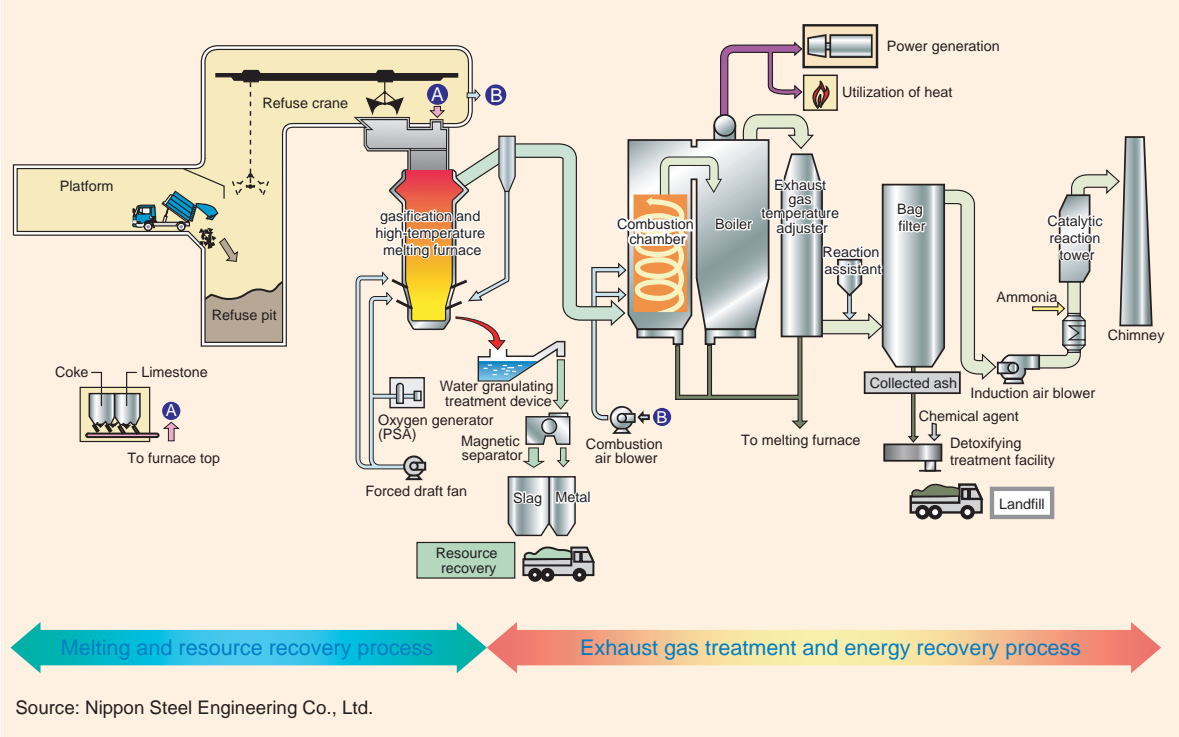 Power generation
Utilization of heat
Refuse crane
A
B
Platform
gasification and
high-temperature
melting furnace
Refuse pit
Combustion
chamber
Boiler
Exhaust
gas
temperature
adjuster
Reaction
assistant
Bag
filter
Catalytic
reaction
tower
Ammonia
Chimney
Coke
Limestone
A
To furnace top
Oxygen generator
(PSA)
Forced draft fan
Water granulating
treatment device
Magnetic
separator
Slag
Metal
Resource
recovery
B
Combustion
air blower
To melting furnace
Collected ash
Induction air blower
Chemical agent
Detoxifying
treatment facility
Landfill
Melting and resource recovery process
Exhaust gas treatment and energy recovery process
Source: Nippon Steel Engineering Co., Ltd.